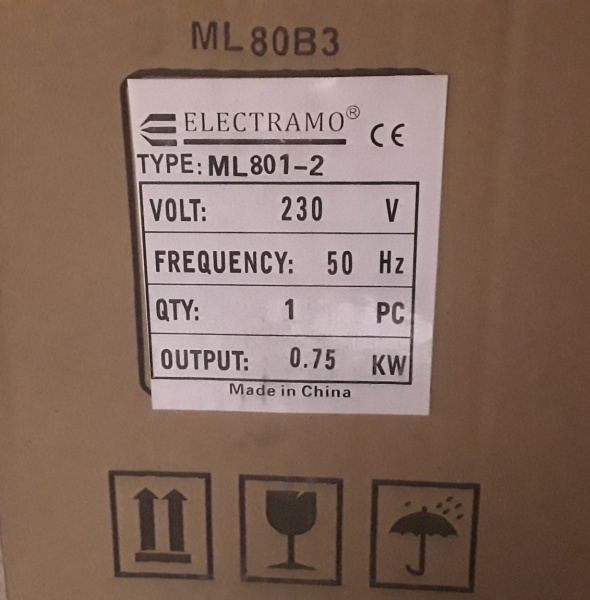 ML80B3
ELECTRAMO® CE
TYPE: ML801-2
VOLT: 230 V
FREQUENCY: 50 Hz
QTY: 1 PC
OUTPUT: 0.75 KW
Made in China